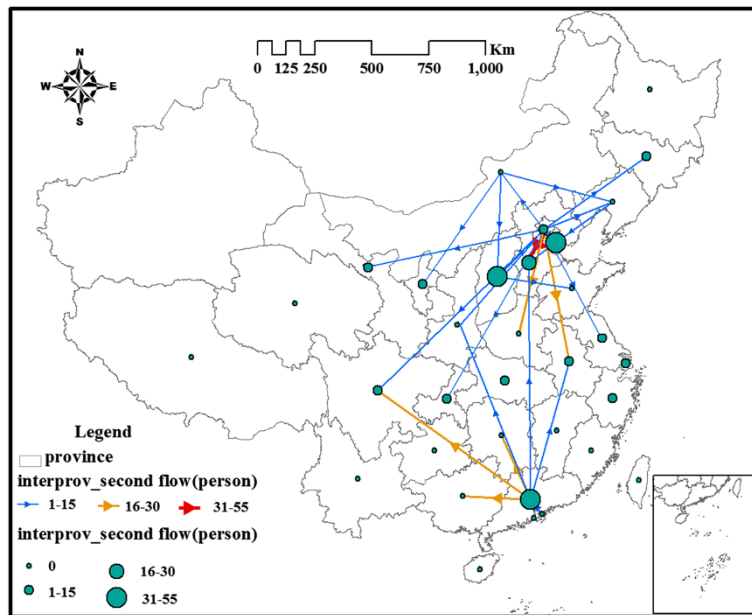 N
W E
S
Km
0 125 250 500 750 1,000
Legend
province
interprov_second flow(person)
1-15 16-30 31-55
interprov_second flow(person)
0 16-30
1-15 31-55